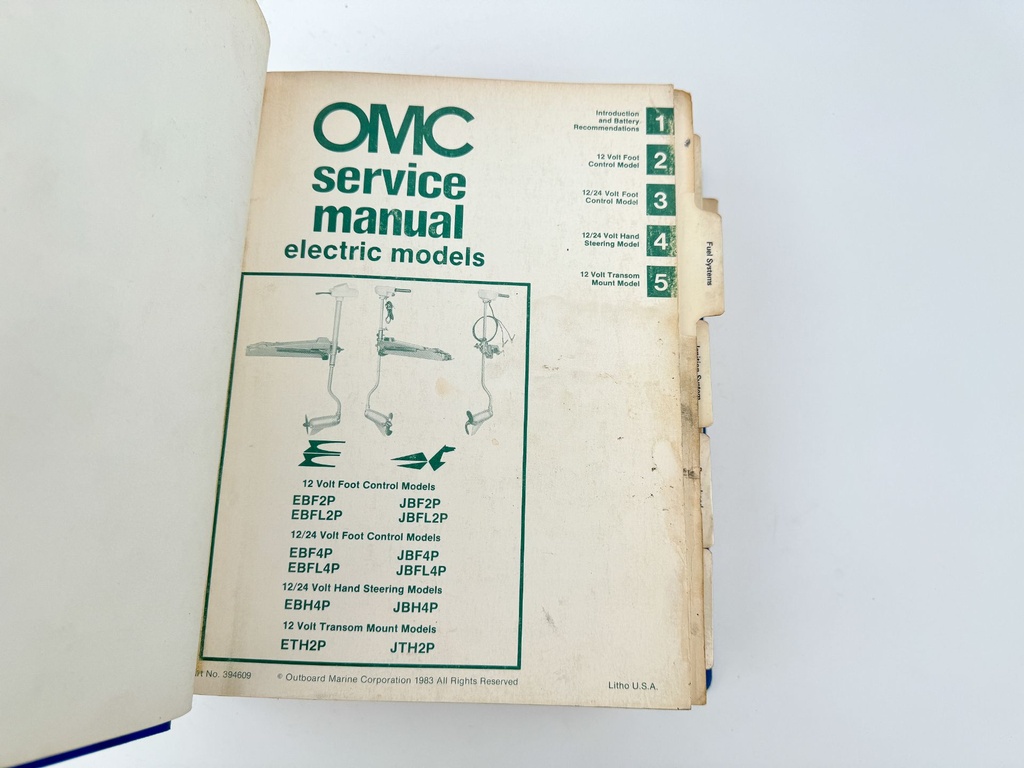 OMC
service
manual
electric models
Introduction
and Battery
Recommendations
1
12 Volt Foot
Control Model
2
12/24 Volt Foot
Control Model
3
12/24 Volt Hand
Steering Model
4
12 Volt Transom
Mount Model
5
Fuel Systems
System
12 Volt Foot Control Models
EBF2P JBF2P
EBFL2P JBFL2P
12/24 Volt Foot Control Models
EBF4P JBF4P
EBFL4P JBFL4P
12/24 Volt Hand Steering Models
EBH4P JBH4P
12 Volt Transom Mount Models
ETH2P JTH2P
No. 394609
© Outboard Marine Corporation 1983 All Rights Reserved
Litho U.S.A.